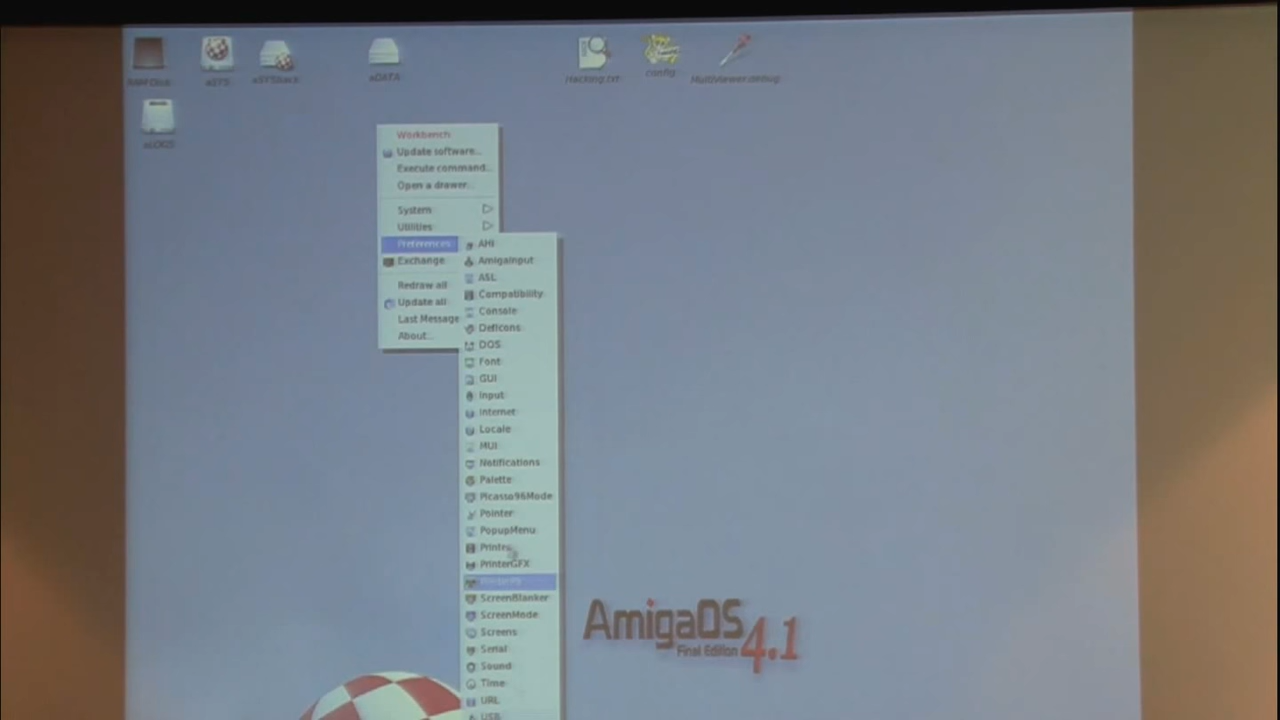 RAM Disk
aSYS
aSYSback
aDATA
Hacking.txt
config
MultiViewer.debug
Workbench
Update software...
Execute command...
Open a drawer...
System
Utilities
Preferences
Exchange
Redraw all
Update all
Last Message
About...
AHI
AmigaInput
ASL
Compatibility
Console
DefIcons
DOS
Font
GUI
Input
Internet
Locale
MUI
Notifications
Palette
Picasso96Mode
Pointer
PopupMenu
Printer
PrinterGFX
PrinterPS
ScreenBlanker
ScreenMode
Screens
Serial
Sound
Time
URL
USB
AmigaOS 4.1
Final Edition